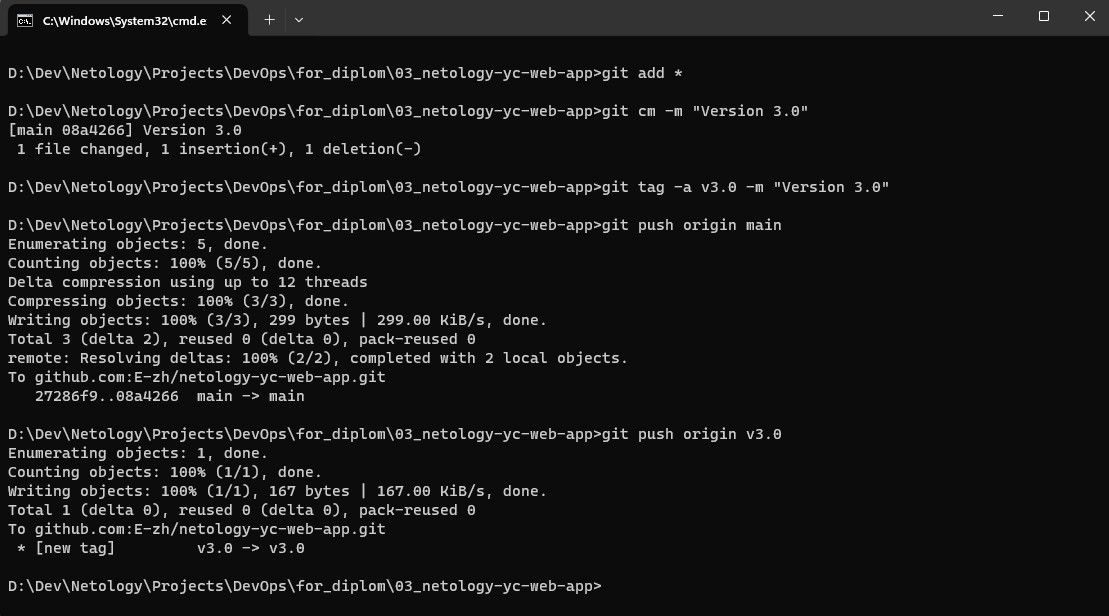 C:\Windows\System32\cmd.e
D:\Dev\Netology\Projects\DevOps\for_diplom\03_netology-yc-web-app>git add *
D:\Dev\Netology\Projects\DevOps\for_diplom\03_netology-yc-web-app>git cm -m "Version 3.0"
[main 08a4266] Version 3.0
 1 file changed, 1 insertion(+), 1 deletion(-)
D:\Dev\Netology\Projects\DevOps\for_diplom\03_netology-yc-web-app>git tag -a v3.0 -m "Version 3.0"
D:\Dev\Netology\Projects\DevOps\for_diplom\03_netology-yc-web-app>git push origin main
Enumerating objects: 5, done.
Counting objects: 100% (5/5), done.
Delta compression using up to 12 threads
Compressing objects: 100% (3/3), done.
Writing objects: 100% (3/3), 299 bytes | 299.00 KiB/s, done.
Total 3 (delta 2), reused 0 (delta 0), pack-reused 0
remote: Resolving deltas: 100% (2/2), completed with 2 local objects.
To github.com:E-zh/netology-yc-web-app.git
   27286f9..08a4266  main -> main
D:\Dev\Netology\Projects\DevOps\for_diplom\03_netology-yc-web-app>git push origin v3.0
Enumerating objects: 1, done.
Counting objects: 100% (1/1), done.
Writing objects: 100% (1/1), 167 bytes | 167.00 KiB/s, done.
Total 1 (delta 0), reused 0 (delta 0), pack-reused 0
To github.com:E-zh/netology-yc-web-app.git
 * [new tag]         v3.0 -> v3.0
D:\Dev\Netology\Projects\DevOps\for_diplom\03_netology-yc-web-app>